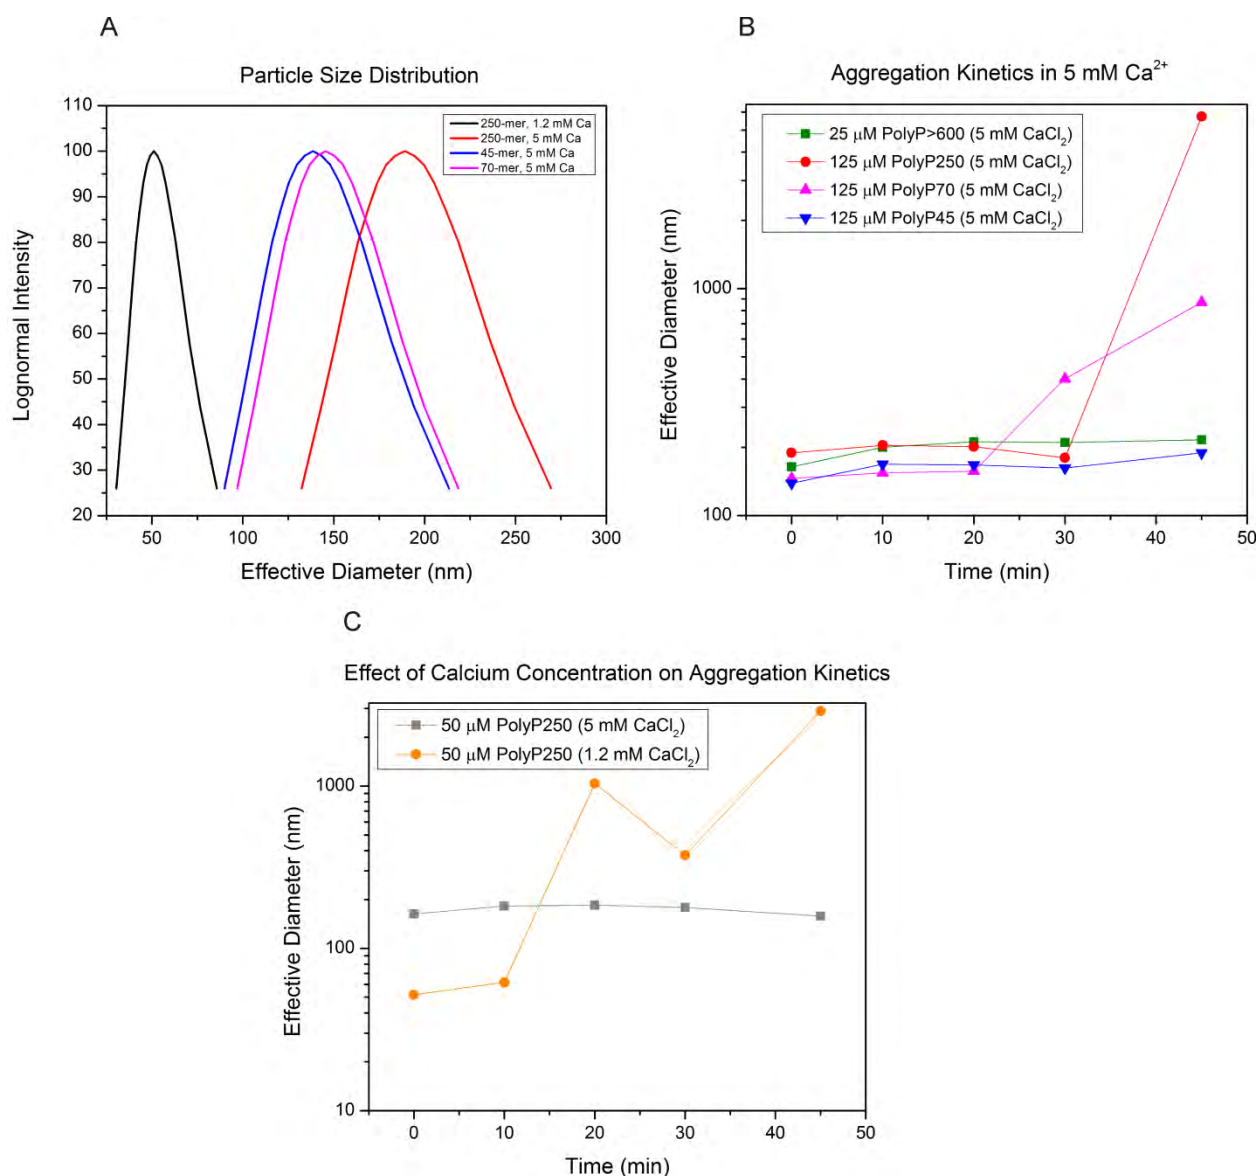 A
Particle Size Distribution
110
100
90
80
70
60
50
40
30
20
Lognormal Intensity
250-mer, 1.2 mM Ca
250-mer, 5 mM Ca
45-mer, 5 mM Ca
70-mer, 5 mM Ca
50 100 150 200 250 300
Effective Diameter (nm)
B
Aggregation Kinetics in 5 mM Ca²⁺
25 µM PolyP>600 (5 mM CaCl₂)
125 µM PolyP250 (5 mM CaCl₂)
125 µM PolyP70 (5 mM CaCl₂)
125 µM PolyP45 (5 mM CaCl₂)
Effective Diameter (nm)
1000
100
0 10 20 30 40 50
Time (min)
C
Effect of Calcium Concentration on Aggregation Kinetics
50 µM PolyP250 (5 mM CaCl₂)
50 µM PolyP250 (1.2 mM CaCl₂)
Effective Diameter (nm)
1000
100
10
0 10 20 30 40 50
Time (min)